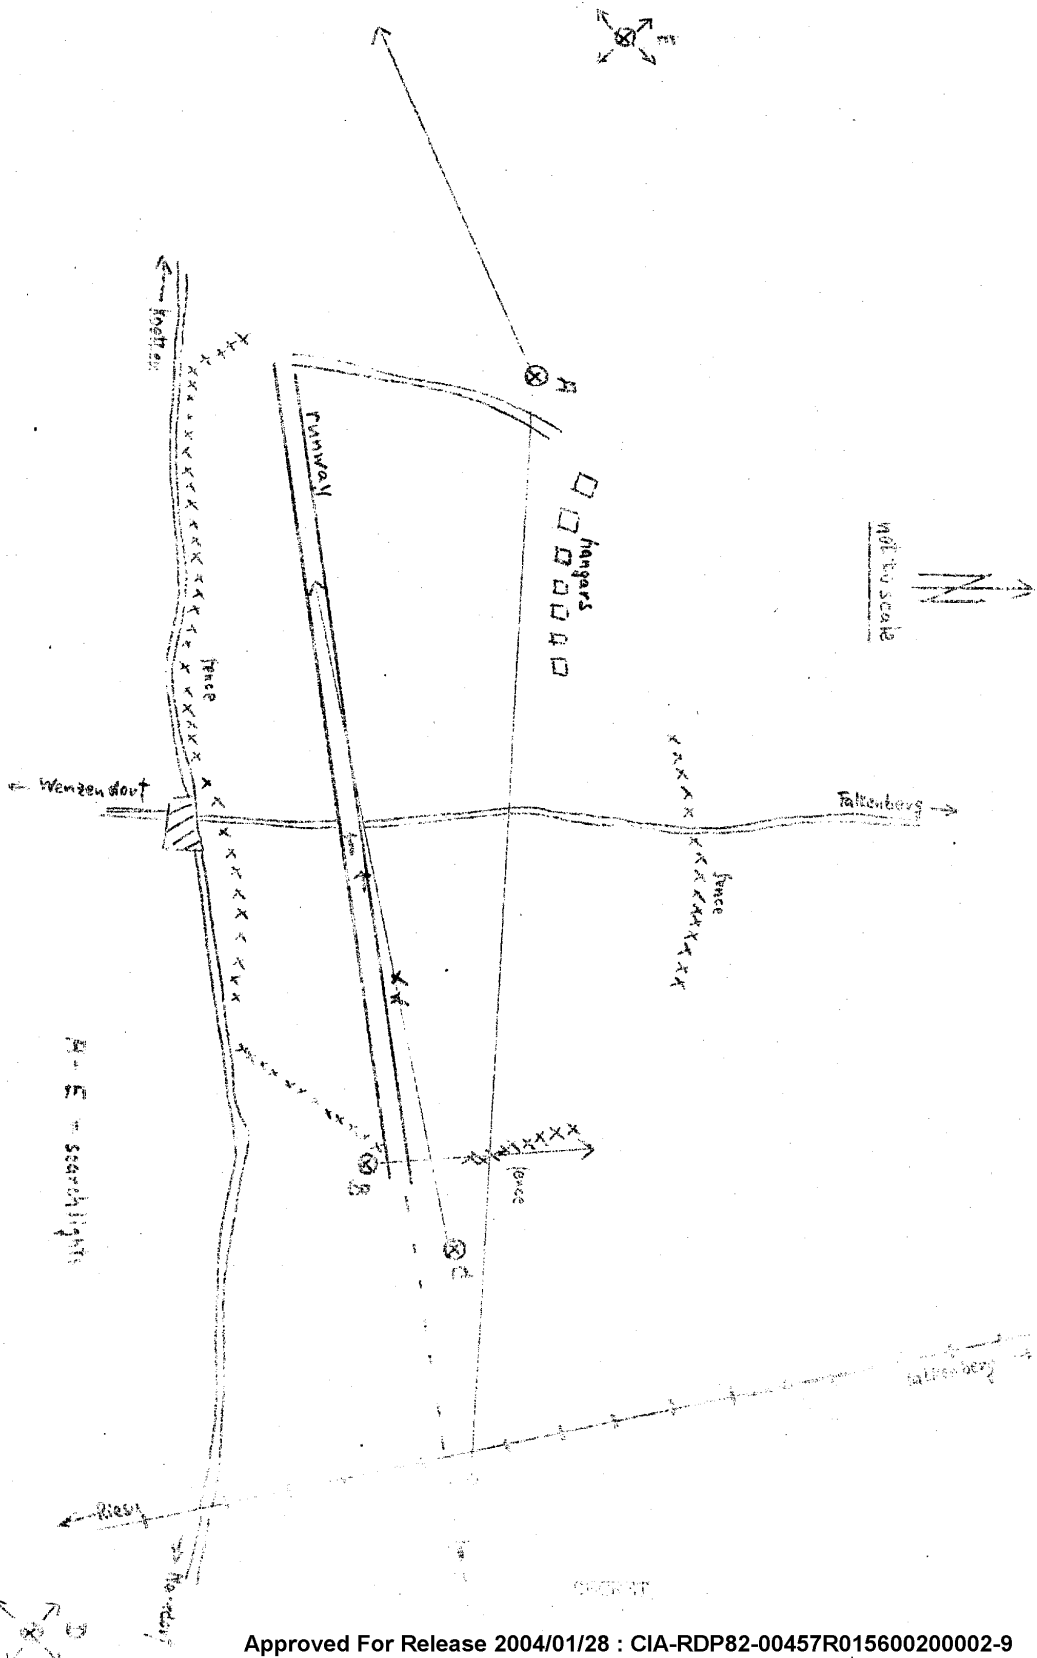 E
A
runway
hangars
not to scale
N
fence
← Wenzendorf
Falkenberg →
fence
A - E = searchlights
B
fence
C
Falkenberg
Riesa
D
SECRET
Approved For Release 2004/01/28 : CIA-RDP82-00457R015600200002-9